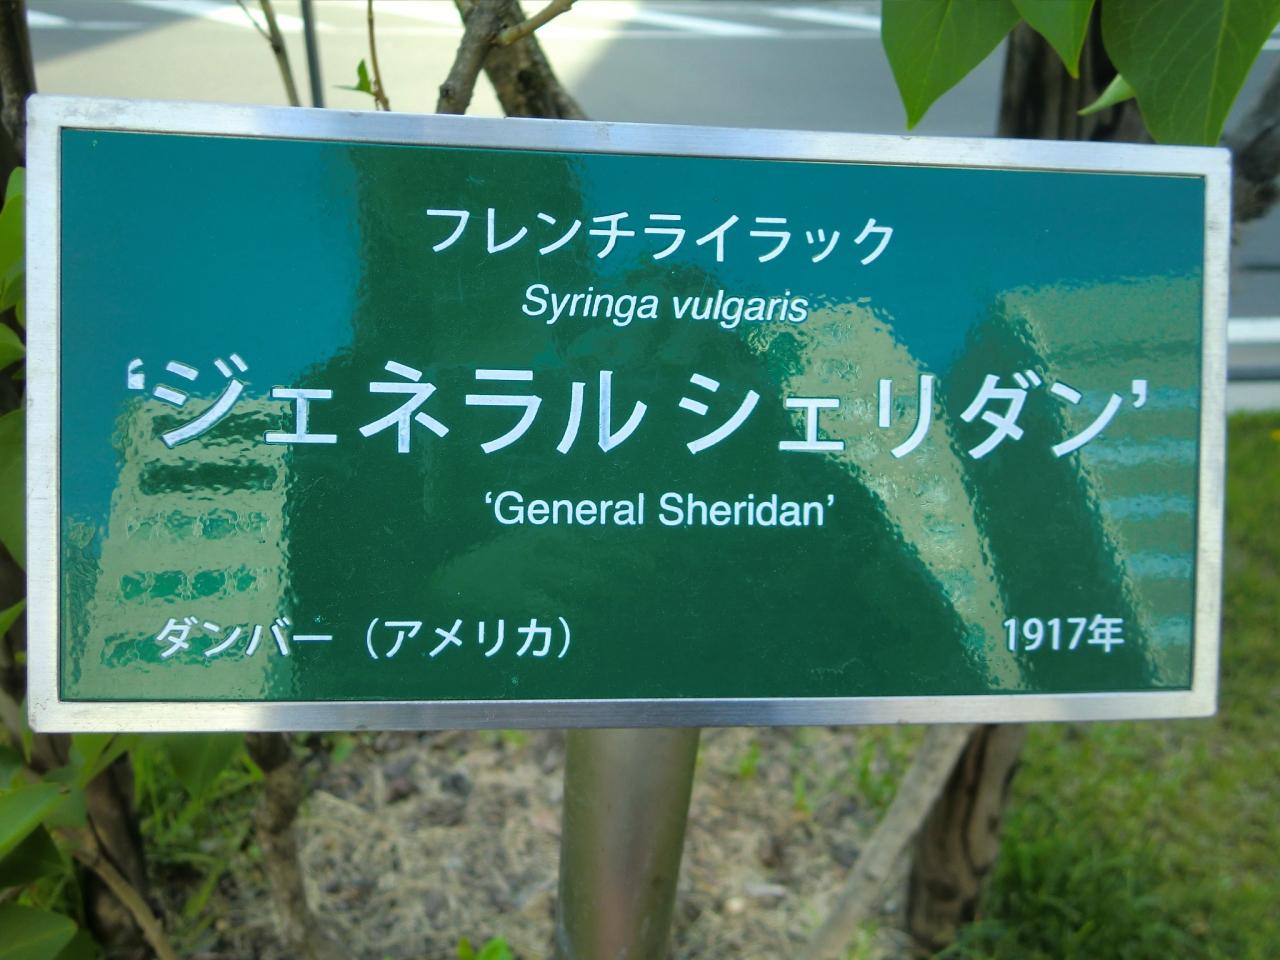 フレンチライラック
Syringa vulgaris
‘ジェネラル シェリダン’
‘General Sheridan’
ダンバー（アメリカ） 1917年